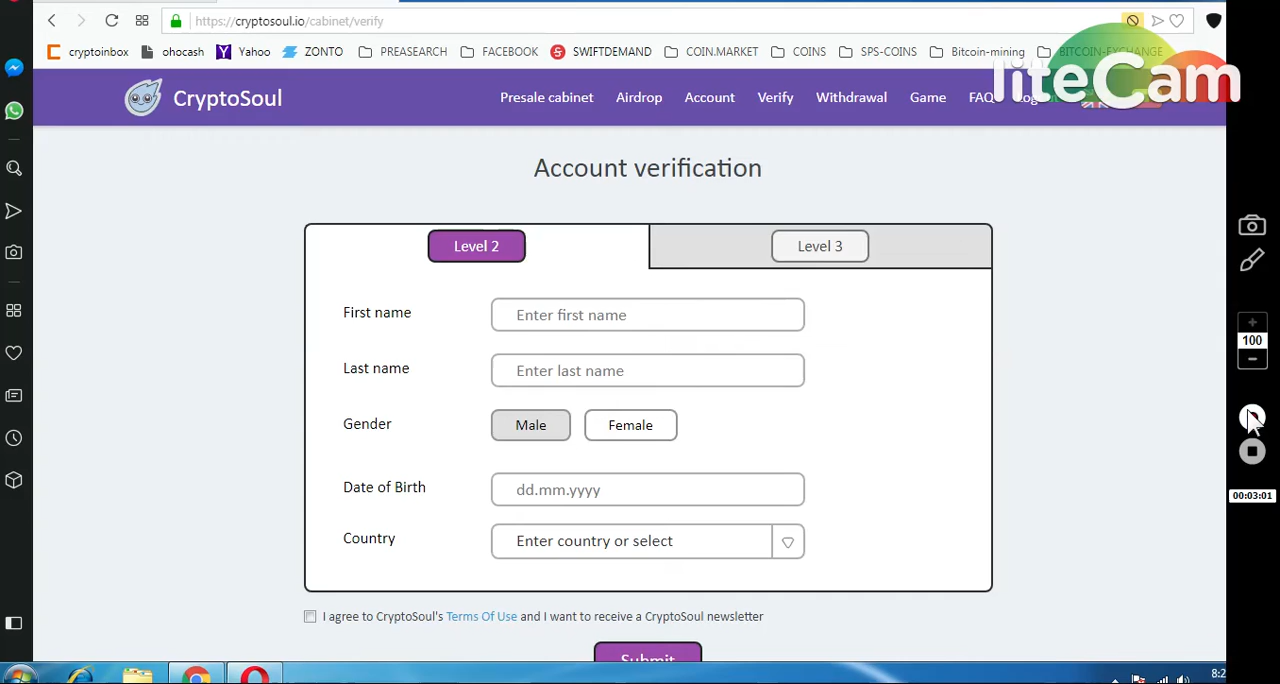 https://cryptosoul.io/cabinet/verify
cryptoinbox ohocash Yahoo ZONTO PREASEARCH FACEBOOK SWIFTDEMAND COIN.MARKET COINS SPS-COINS Bitcoin-mining BITCOIN-EXCHANGE
liteCam
CryptoSoul Presale cabinet Airdrop Account Verify Withdrawal Game FAQ
Account verification
Level 2 Level 3
First name Enter first name
Last name Enter last name
Gender Male Female
Date of Birth dd.mm.yyyy
Country Enter country or select
I agree to CryptoSoul's Terms Of Use and I want to receive a CryptoSoul newsletter
Submit
100
00:03:01
8:2